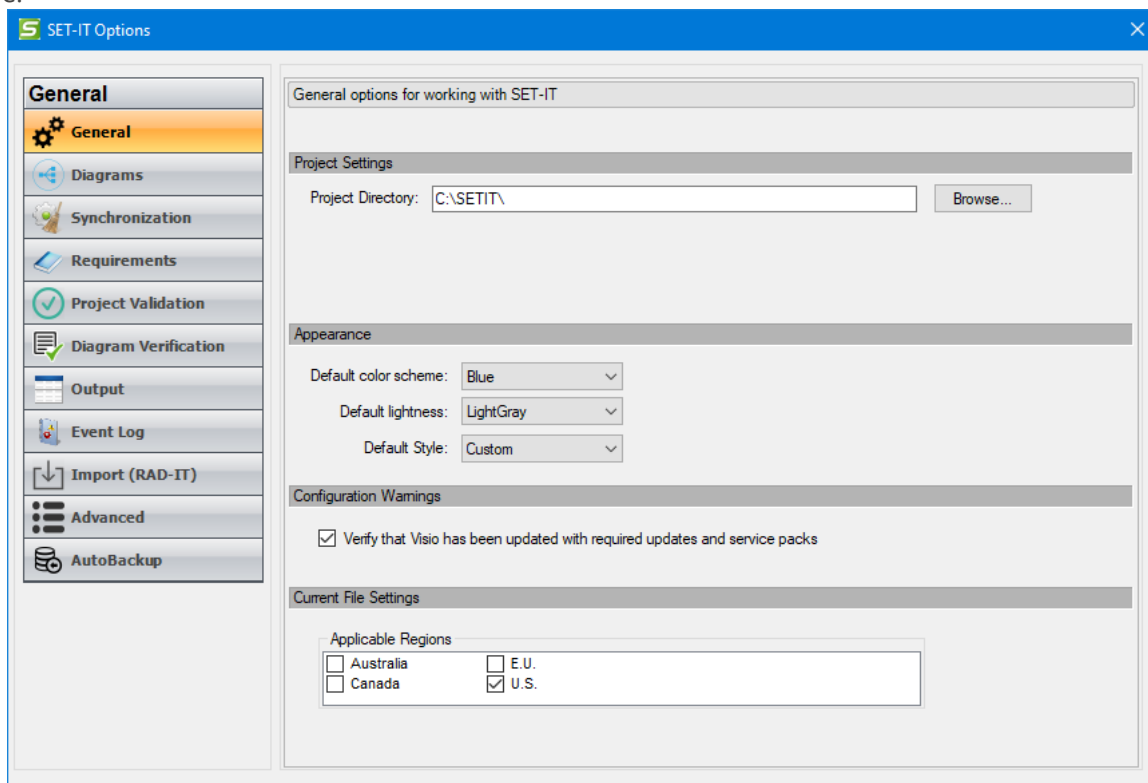 SET-IT Options
General
General
Diagrams
Synchronization
Requirements
Project Validation
Diagram Verification
Output
Event Log
Import (RAD-IT)
Advanced
AutoBackup
General options for working with SET-IT
Project Settings
Project Directory: C:\SETIT\ Browse...
Appearance
Default color scheme: Blue
Default lightness: LightGray
Default Style: Custom
Configuration Warnings
Verify that Visio has been updated with required updates and service packs
Current File Settings
Applicable Regions
Australia E.U.
Canada U.S.